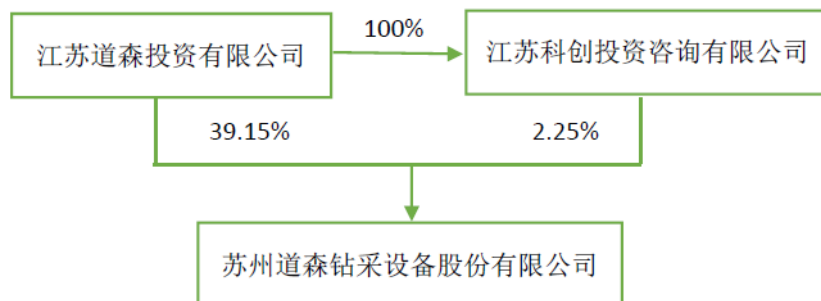 100%
江苏道森投资有限公司
江苏科创投资咨询有限公司
39.15%
2.25%
苏州道森钻采设备股份有限公司